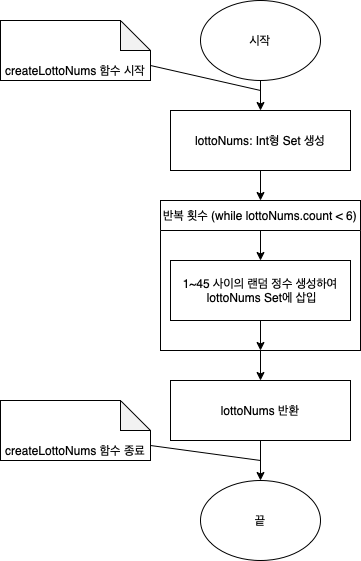 시작
createLottoNums 함수 시작
lottoNums: Int형 Set 생성
반복 횟수 (while lottoNums.count < 6)
1~45 사이의 랜덤 정수 생성하여
lottoNums Set에 삽입
lottoNums 반환
createLottoNums 함수 종료
끝